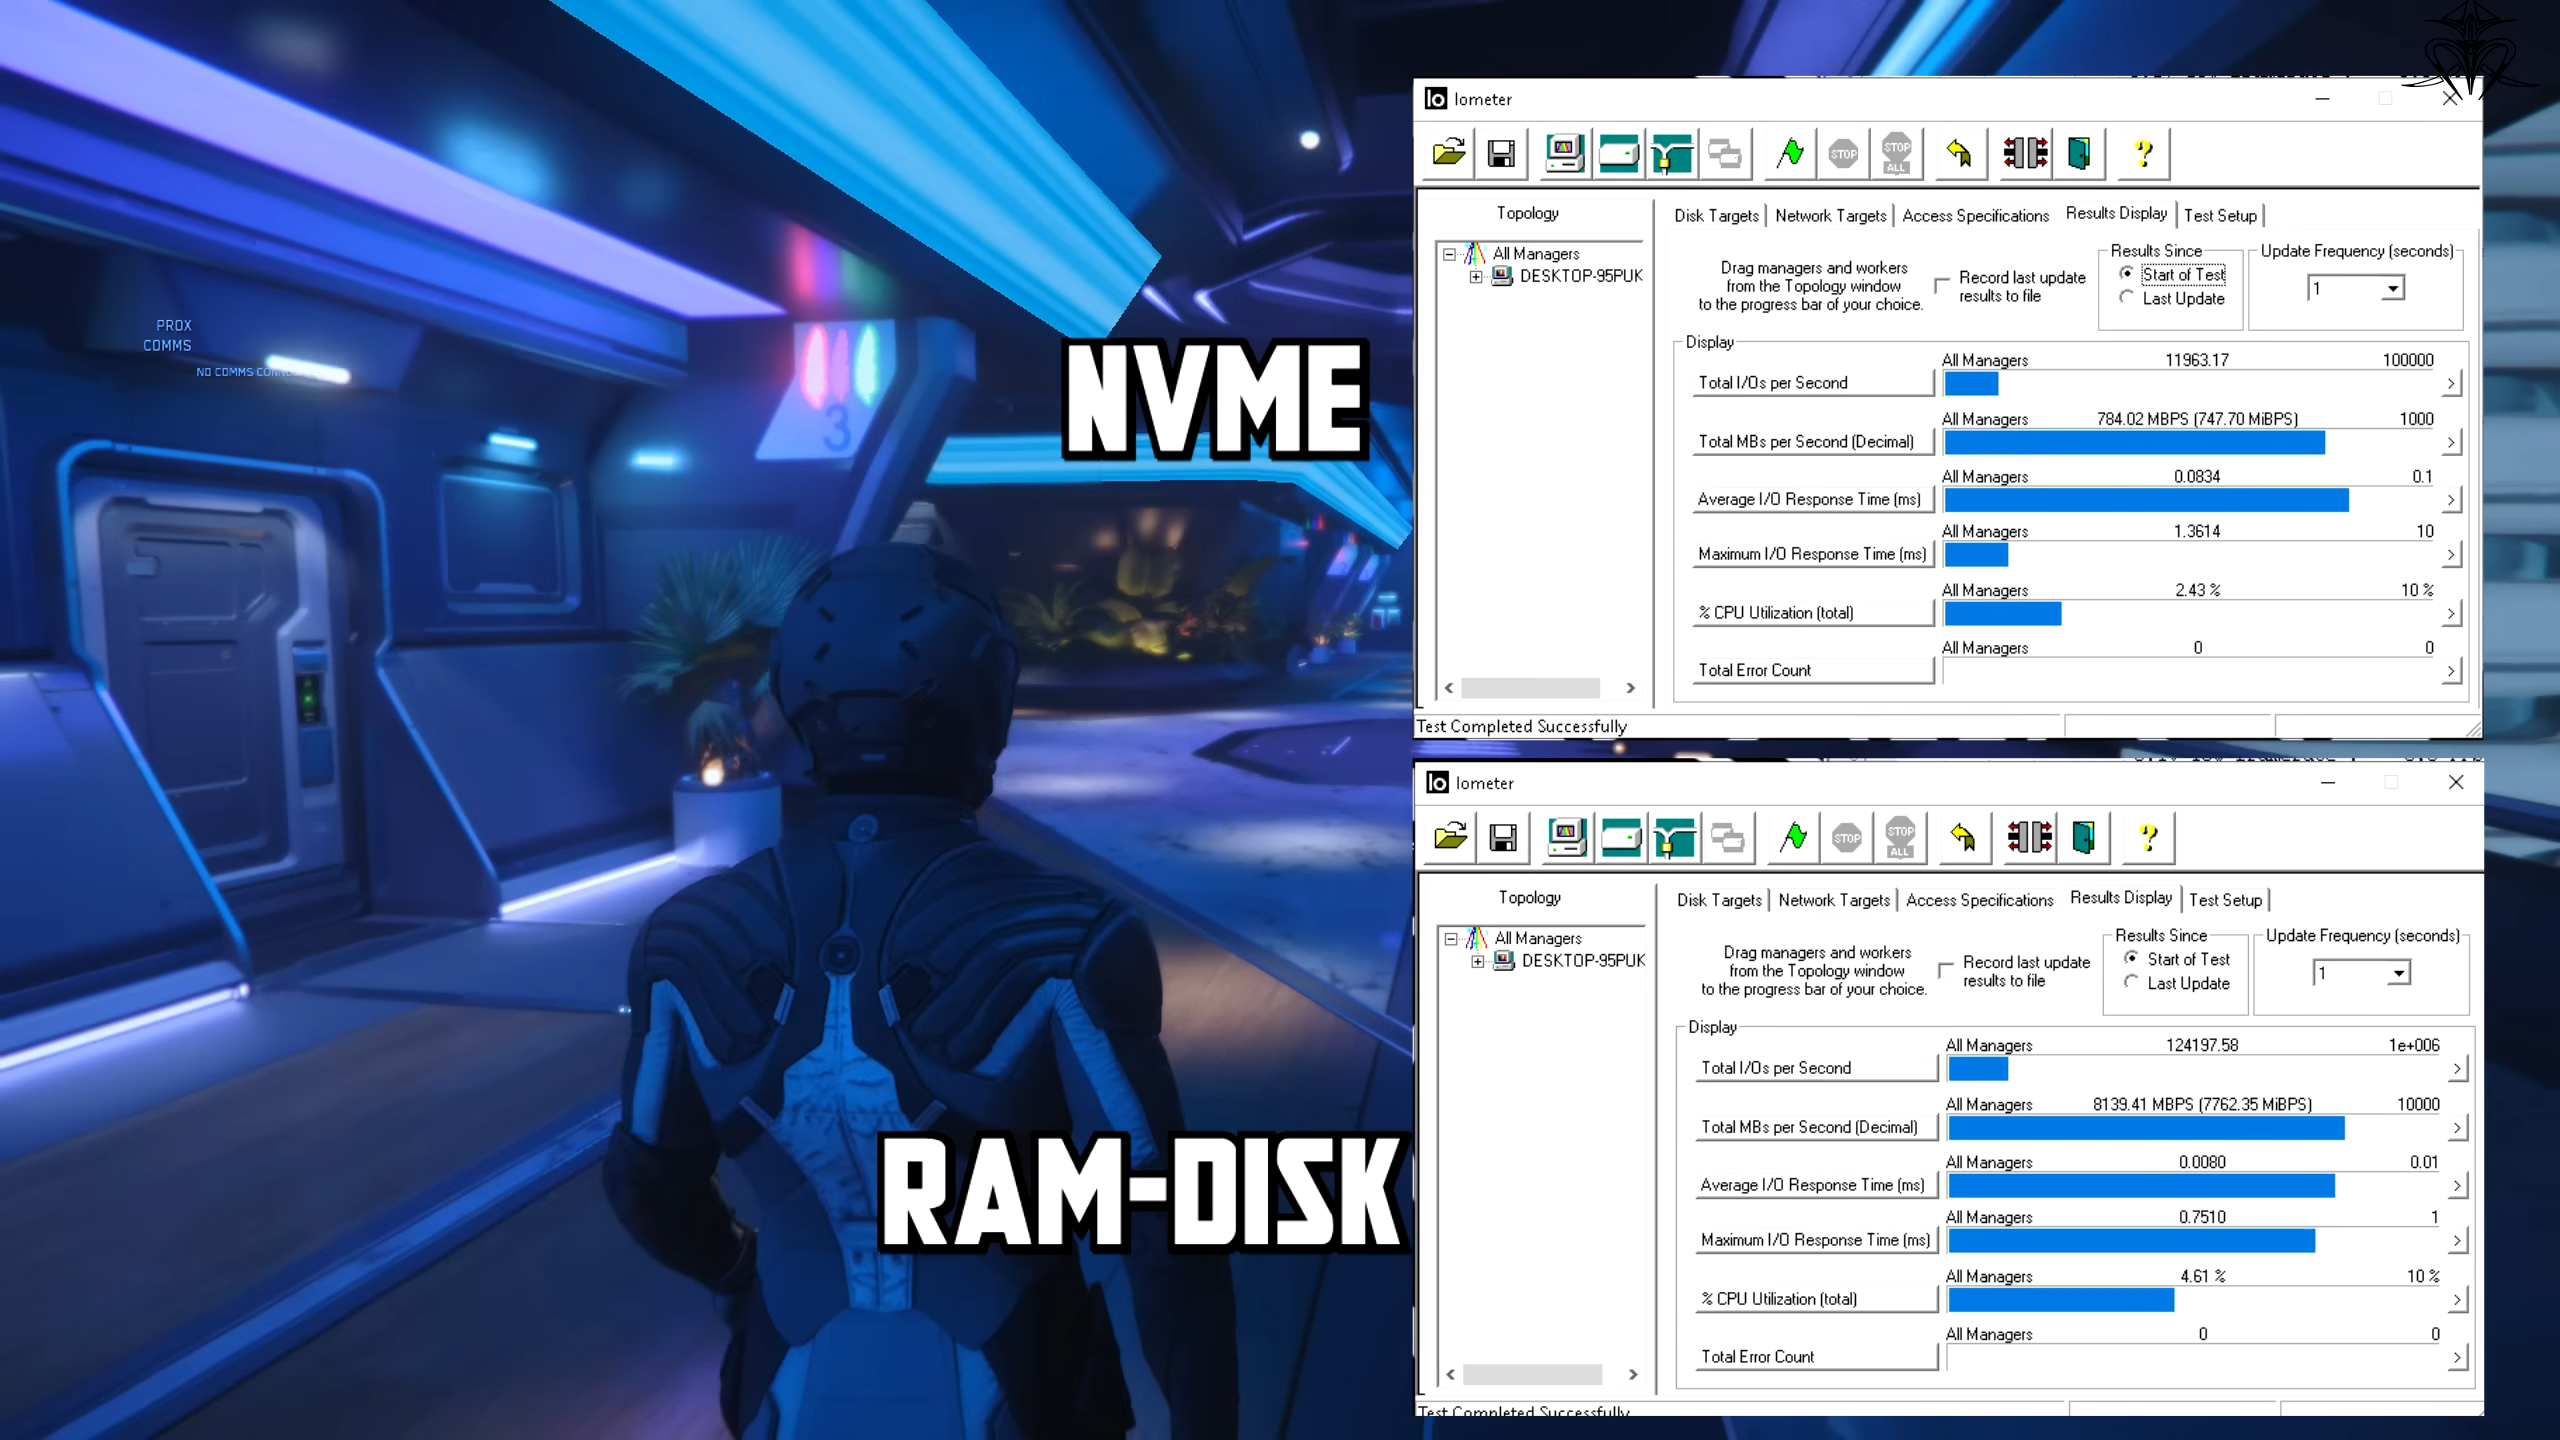 PROX
COMMS
3
NVME
RAM-DISK
Iometer
STOP
STOP
ALL
Topology
All Managers
DESKTOP-95PUK
Disk Targets
Network Targets
Access Specifications
Results Display
Test Setup
Drag managers and workers
from the Topology window
to the progress bar of your choice.
Record last update
results to file
Results Since
Start of Test
Last Update
Update Frequency (seconds)
1
Display
All Managers 11963.17 100000
Total I/Os per Second
All Managers 784.02 MBPS (747.70 MiBPS) 1000
Total MBs per Second (Decimal)
All Managers 0.0834 0.1
Average I/O Response Time (ms)
All Managers 1.3614 10
Maximum I/O Response Time (ms)
All Managers 2.43 % 10 %
% CPU Utilization (total)
All Managers 0 0
Total Error Count
Test Completed Successfully
Iometer
STOP
STOP
ALL
Topology
All Managers
DESKTOP-95PUK
Disk Targets
Network Targets
Access Specifications
Results Display
Test Setup
Drag managers and workers
from the Topology window
to the progress bar of your choice.
Record last update
results to file
Results Since
Start of Test
Last Update
Update Frequency (seconds)
1
Display
All Managers 124197.58 1e+006
Total I/Os per Second
All Managers 8139.41 MBPS (7762.35 MiBPS) 10000
Total MBs per Second (Decimal)
All Managers 0.0080 0.01
Average I/O Response Time (ms)
All Managers 0.7510 1
Maximum I/O Response Time (ms)
All Managers 4.61 % 10 %
% CPU Utilization (total)
All Managers 0 0
Total Error Count
Test Completed Successfully
NO COMMS